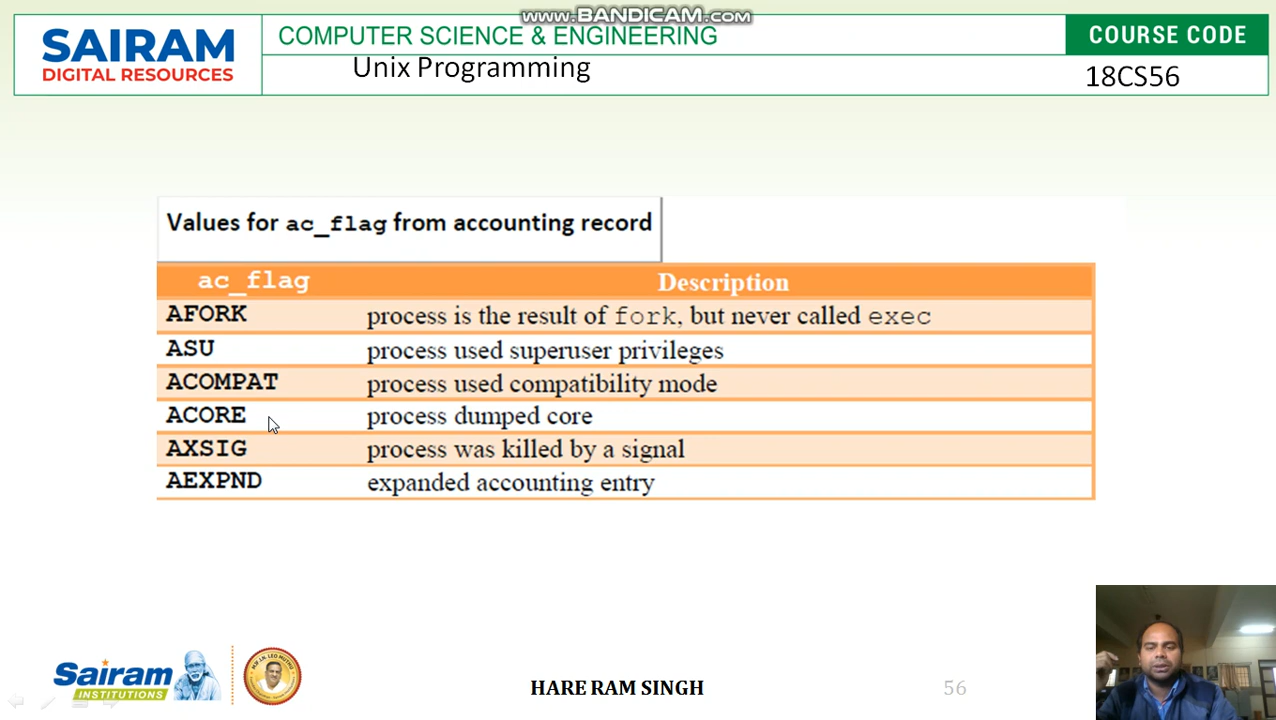 www.BANDICAM.com
SAIRAM
DIGITAL RESOURCES
COMPUTER SCIENCE & ENGINEERING
COURSE CODE
Unix Programming
18CS56
Values for ac_flag from accounting record
ac_flag Description
AFORK process is the result of fork, but never called exec
ASU process used superuser privileges
ACOMPAT process used compatibility mode
ACORE process dumped core
AXSIG process was killed by a signal
AEXPND expanded accounting entry
Sairam
INSTITUTIONS
HARE RAM SINGH
56